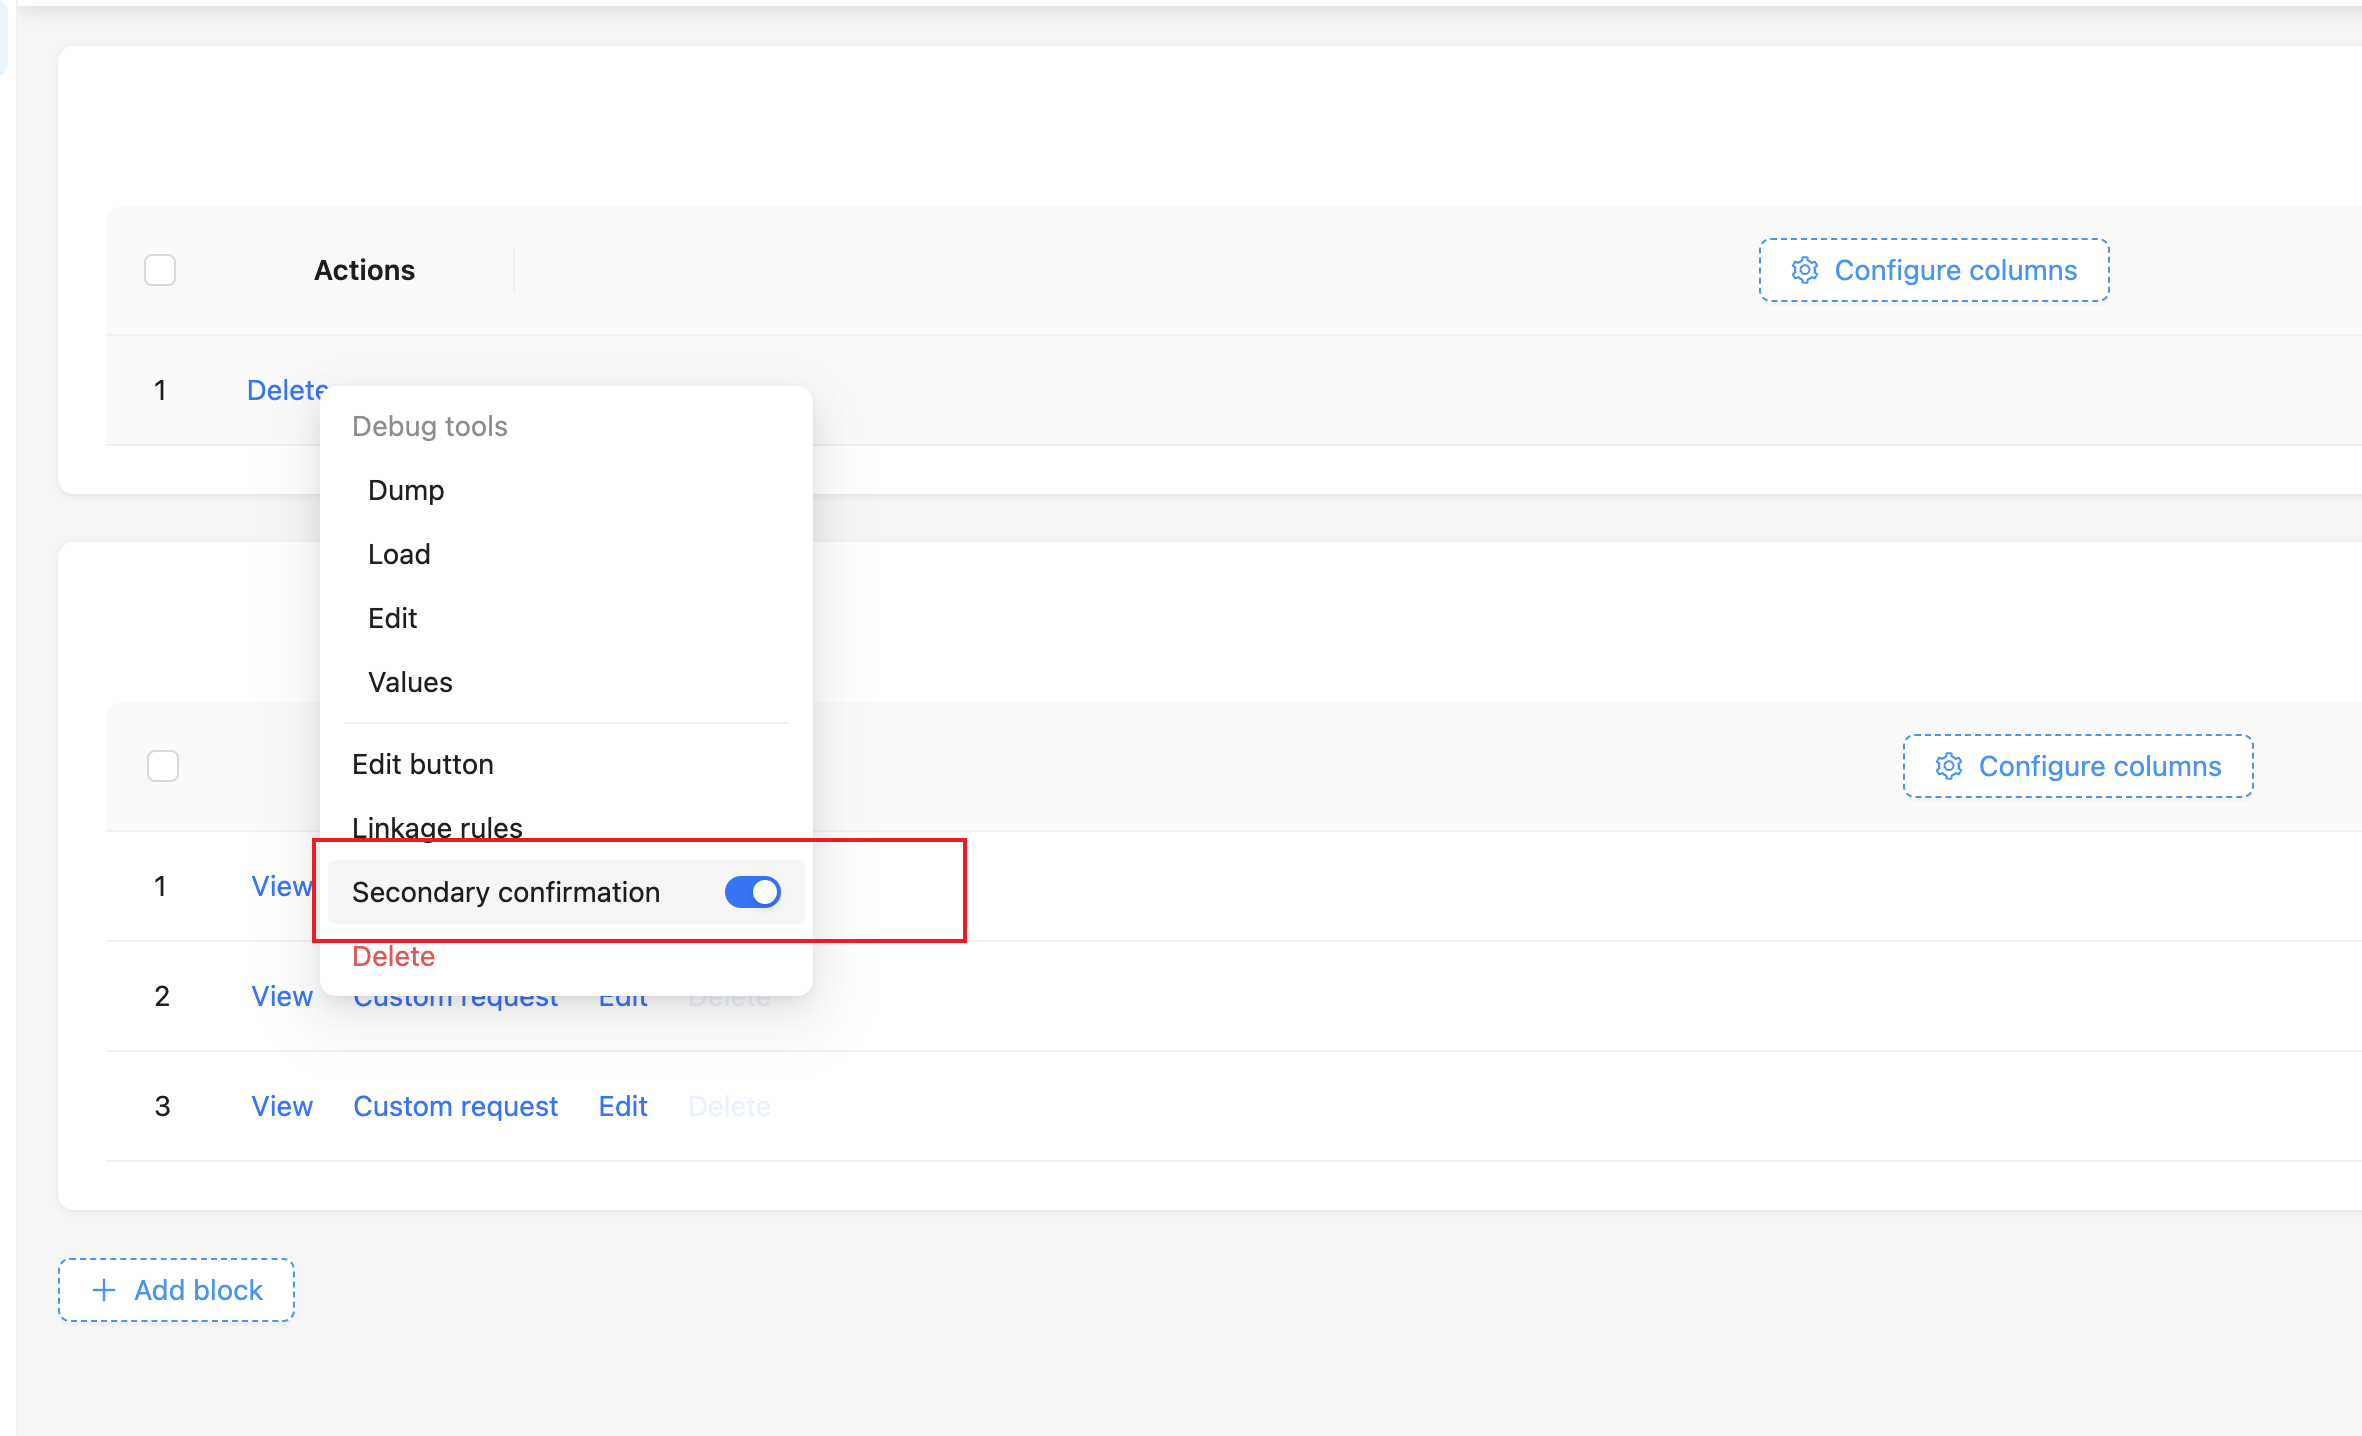 Actions
Configure columns
1 Delete
Debug tools
Dump
Load
Edit
Values
Configure columns
Edit button
Linkage rules
1 View
Secondary confirmation
Delete
2 View Custom request Edit Delete
3 View Custom request Edit Delete
Add block